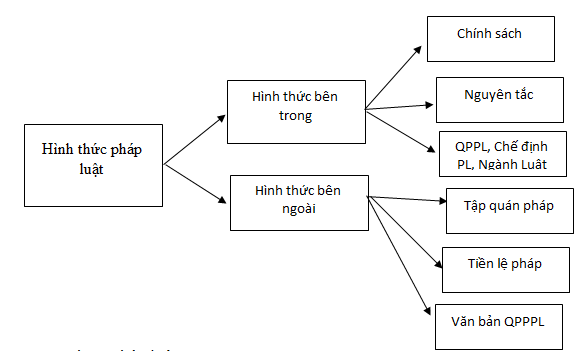 Hình thức pháp
luật
Hình thức bên
trong
Chính sách
Nguyên tắc
QPPL, Chế định
PL, Ngành Luật
Hình thức bên
ngoài
Tập quán pháp
Tiền lệ pháp
Văn bản QPPPL